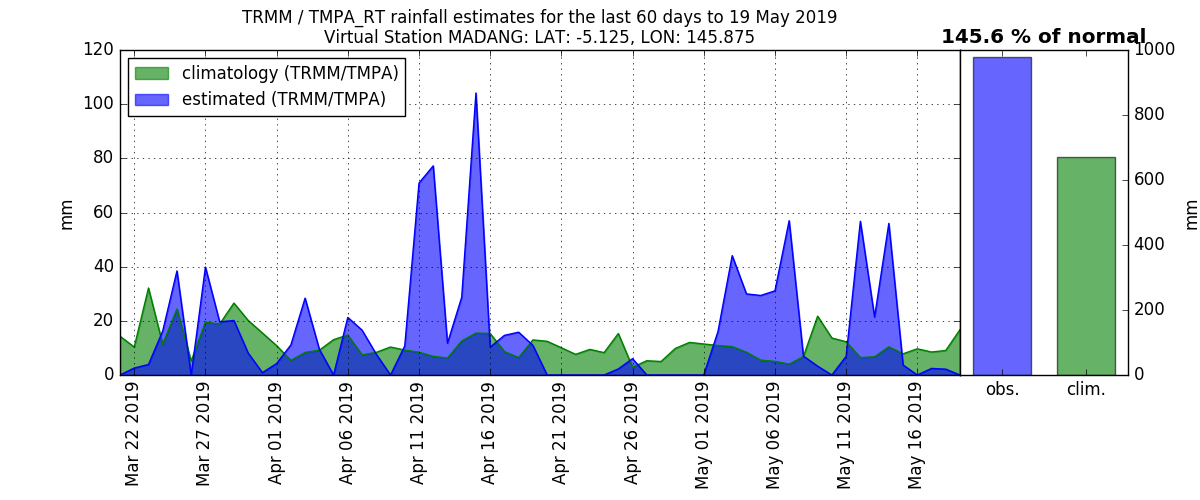 TRMM / TMPA_RT rainfall estimates for the last 60 days to 19 May 2019
Virtual Station MADANG: LAT: -5.125, LON: 145.875
145.6 % of normal
climatology (TRMM/TMPA)
estimated (TRMM/TMPA)
120
100
80
60
40
20
0
mm
Mar 22 2019
Mar 27 2019
Apr 01 2019
Apr 06 2019
Apr 11 2019
Apr 16 2019
Apr 21 2019
Apr 26 2019
May 01 2019
May 06 2019
May 11 2019
May 16 2019
obs.
clim.
1000
800
600
400
200
0
mm